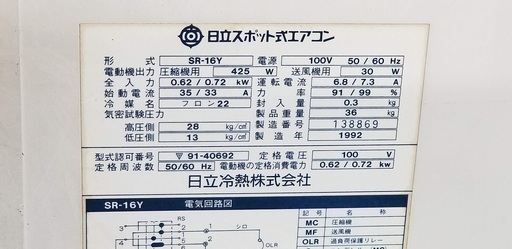 日立スポット式エアコン
形式 SR-16Y 電源 100V 50/60 Hz
電動機出力 圧縮機用 425 W 送風機用 30 W
全入力 0.62/0.72 kW 運転電流 6.8/7.3 A
始動電流 35/33 A 力率 91/99 %
冷媒名 フロン22 封入量 0.3 kg
気密試験圧力 製品重量 36 kg
高圧側 28 kg/c㎡ 製造番号 138869
低圧側 13 kg/c㎡ 製造年 1992
型式認可番号 ▽91-40692 定格電圧 100 V
定格周波数 50/60 Hz 電動機の定格消費電力 0.62/0.72 kw
日立冷熱株式会社
SR-16Y 電気回路図
RS
シロ
MC 圧縮機
MF 送風機
OLR 過負荷保護リレー
3
2
1